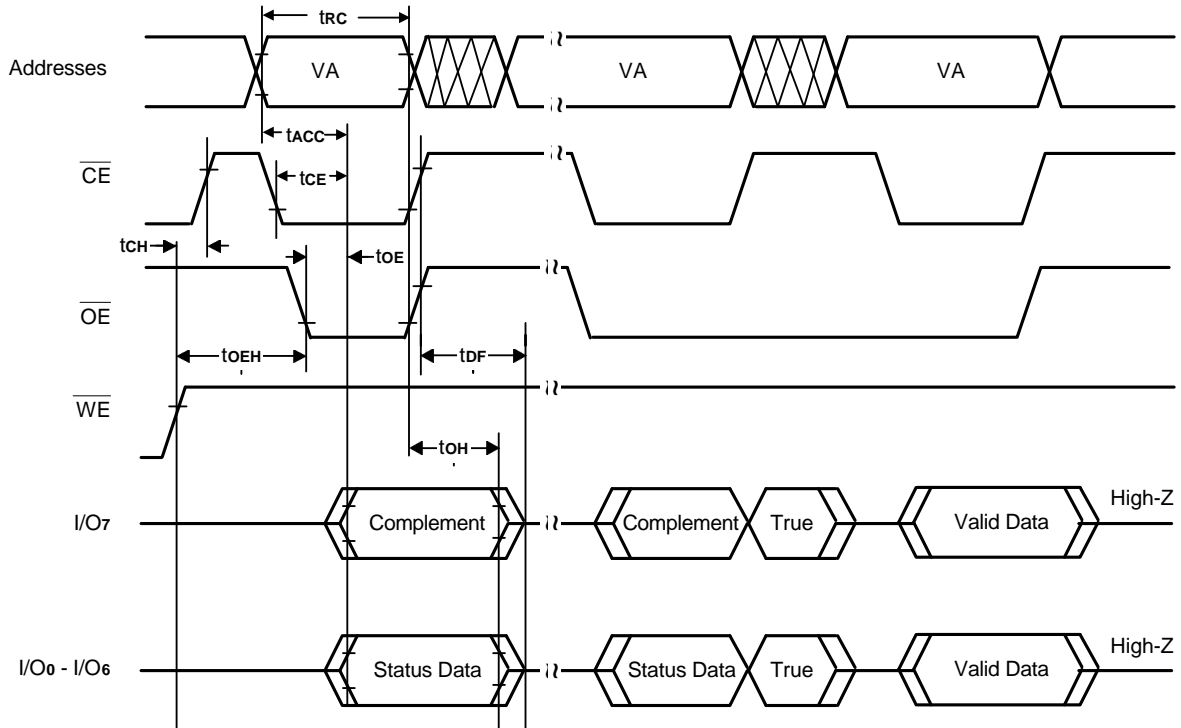 tRC
Addresses VA VA VA
tACC
CE tCE
tCH tOE
OE
tOEH tDF
WE
tOH
High-Z
I/O7 Complement Complement True Valid Data
High-Z
I/O0 - I/O6 Status Data Status Data True Valid Data